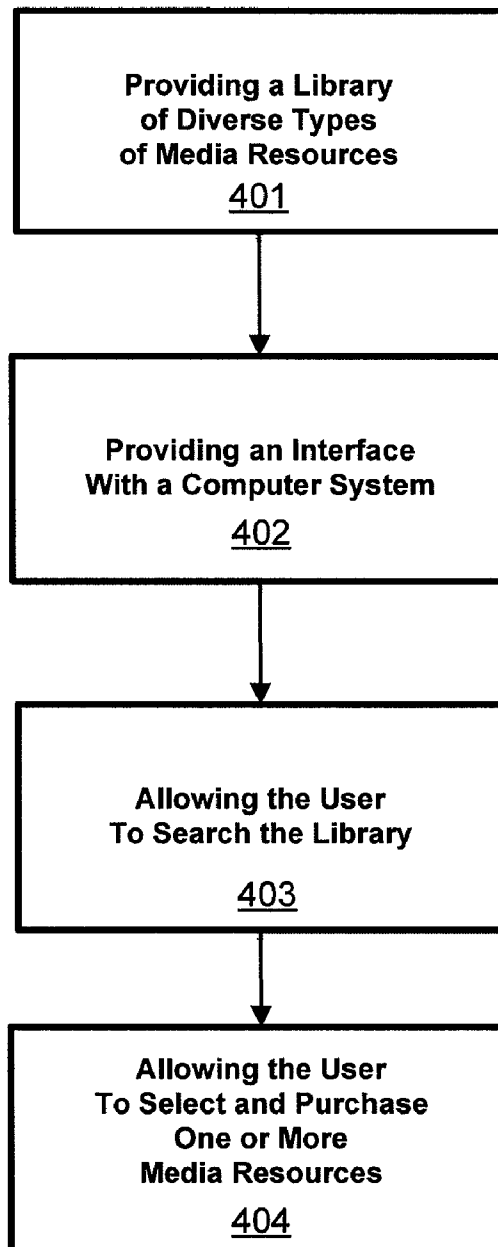 Providing a Library
of Diverse Types
of Media Resources
401
Providing an Interface
With a Computer System
402
Allowing the User
To Search the Library
403
Allowing the User
To Select and Purchase
One or More
Media Resources
404